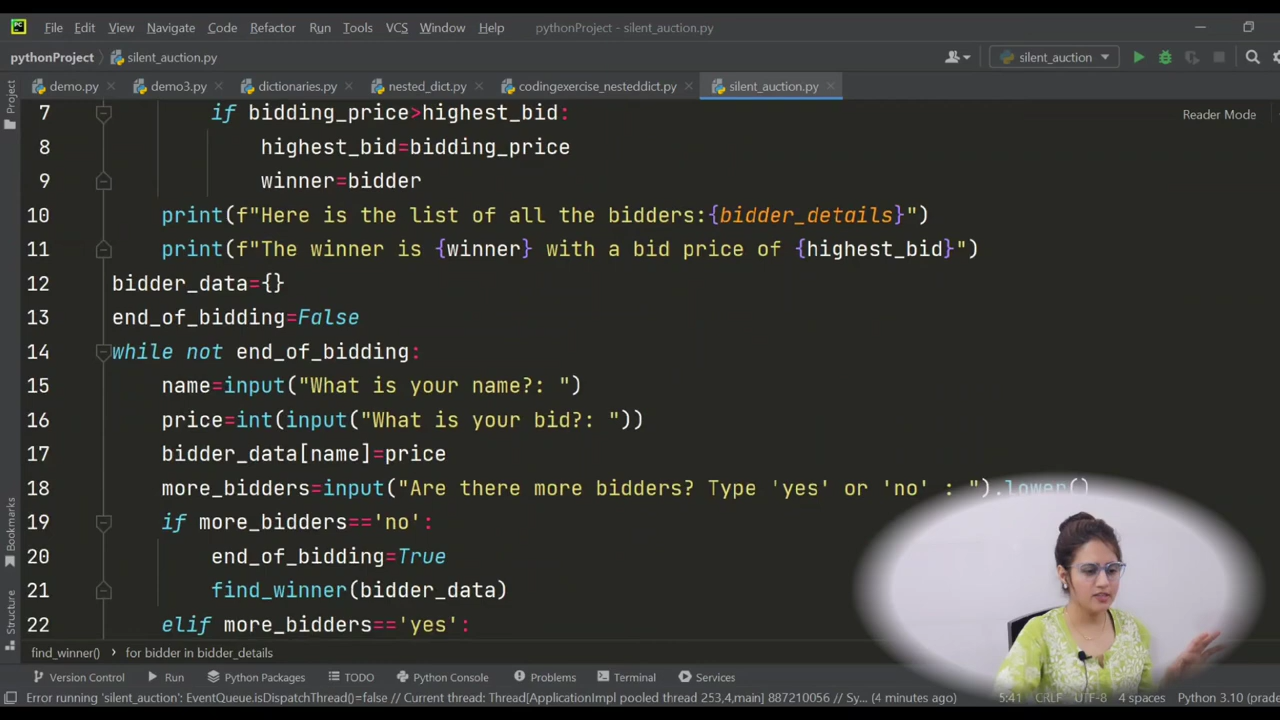 PC File Edit View Navigate Code Refactor Run Tools VCS Window Help pythonProject - silent_auction.py
pythonProject silent_auction.py silent_auction
demo.py demo3.py dictionaries.py nested_dict.py codingexercise_nesteddict.py silent_auction.py
Project
Reader Mode
7 if bidding_price>highest_bid:
8 highest_bid=bidding_price
9 winner=bidder
10 print(f"Here is the list of all the bidders:{bidder_details}")
11 print(f"The winner is {winner} with a bid price of {highest_bid}")
12 bidder_data={}
13 end_of_bidding=False
14 while not end_of_bidding:
15 name=input("What is your name?: ")
16 price=int(input("What is your bid?: "))
17 bidder_data[name]=price
18 more_bidders=input("Are there more bidders? Type 'yes' or 'no' : ").lower()
19 if more_bidders=='no':
20 end_of_bidding=True
21 find_winner(bidder_data)
22 elif more_bidders=='yes':
Bookmarks
Structure
find_winner() for bidder in bidder_details
Version Control Run TODO Python Packages Python Console Problems Terminal Services
Error running 'silent_auction': EventQueue.isDispatchThread()=false // Current thread: Thread[ApplicationImpl pooled thread 253,4,main] 887210056 // Sy... (4 minutes ago) 5:41 CRLF UTF-8 4 spaces Python 3.10